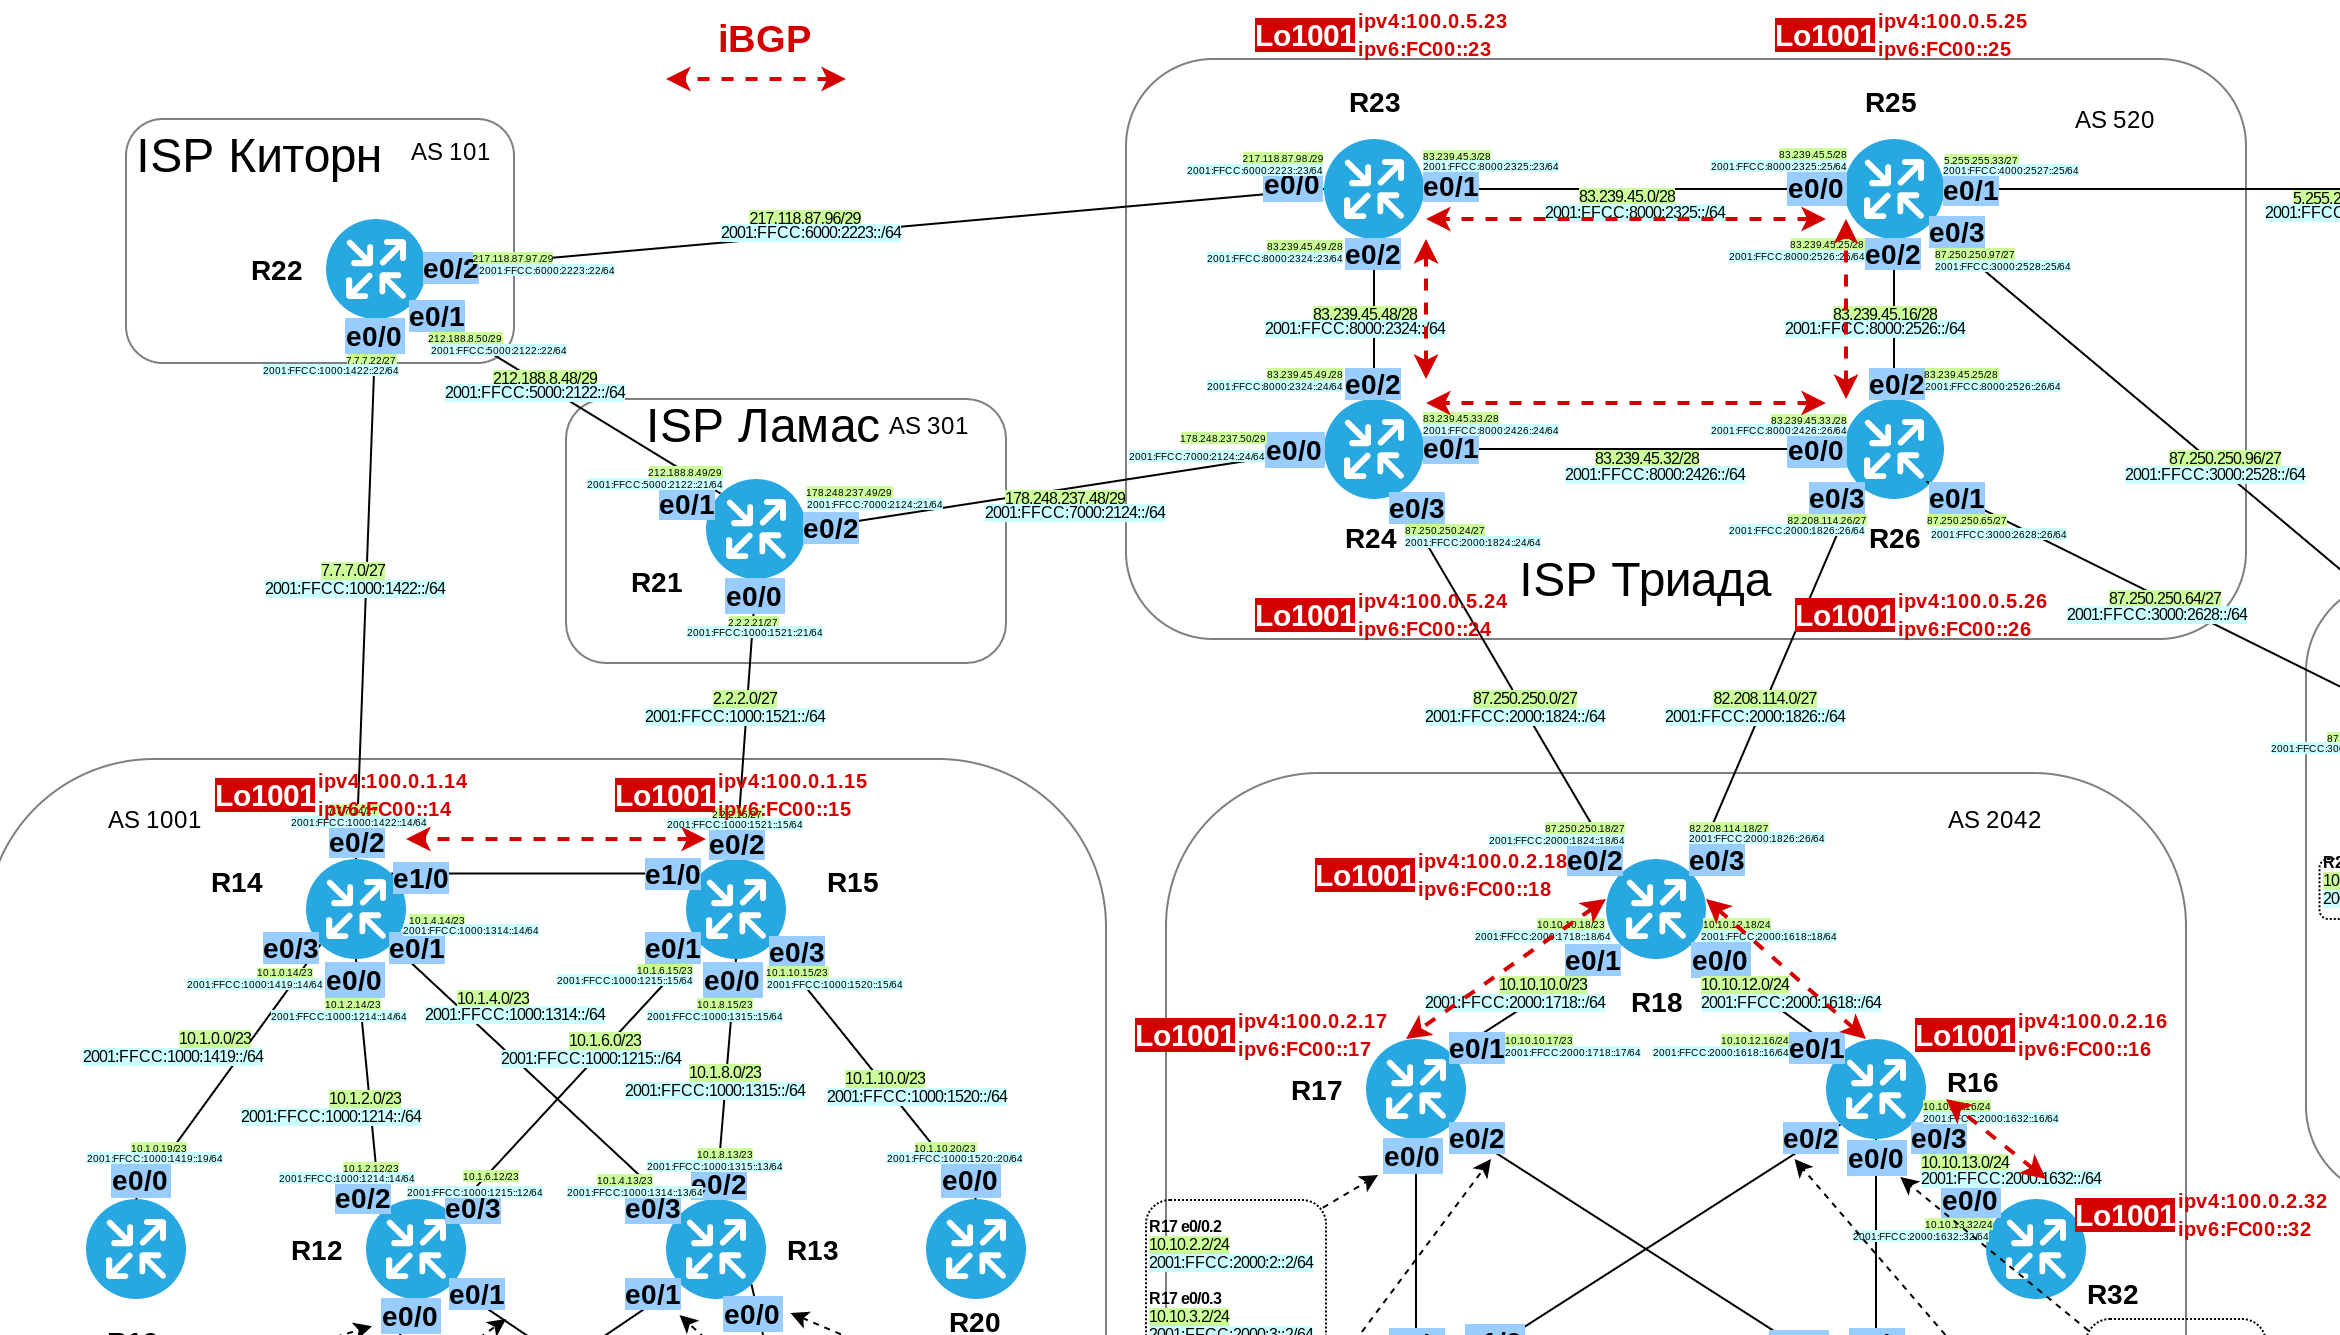 iBGP
Lo1001
ipv4:100.0.5.23
ipv6:FC00::23
Lo1001
ipv4:100.0.5.25
ipv6:FC00::25
ISP Киторн
AS 101
R22
e0/2
217.118.87.97./29
2001:FFCC:6000:2223::22/64
e0/1
212.188.8.50/29
2001:FFCC:5000:2122::22/64
e0/0
7.7.7.22/27
2001:FFCC:1000:1422::22/64
217.118.87.96/29
2001:FFCC:6000:2223::/64
212.188.8.48/29
2001:FFCC:5000:2122::/64
7.7.7.0/27
2001:FFCC:1000:1422::/64
ISP Ламас
AS 301
212.188.8.49/29
2001:FFCC:5000:2122::21/64
e0/1
178.248.237.49/29
2001:FFCC:7000:2124::21/64
e0/2
R21
e0/0
2.2.2.21/27
2001:FFCC:1000:1521::21/64
178.248.237.48/29
2001:FFCC:7000:2124::/64
2.2.2.0/27
2001:FFCC:1000:1521::/64
R23
R25
AS 520
217.118.87.98./29
2001:FFCC:6000:2223::23/64
e0/0
83.239.45.3/28
2001:FFCC:8000:2325::23/64
e0/1
83.239.45.0/28
2001:FFCC:8000:2325::/64
83.239.45.5/28
2001:FFCC:8000:2325::25/64
e0/0
5.255.255.33/27
2001:FFCC:4000:2527::25/64
e0/1
5.255.2
2001:FFCC
83.239.45.49/28
2001:FFCC:8000:2324::23/64
e0/2
83.239.45.25/28
2001:FFCC:8000:2526::25/64
e0/2
e0/3
87.250.250.97/27
2001:FFCC:3000:2528::25/64
83.239.45.48/28
2001:FFCC:8000:2324::/64
83.239.45.16/28
2001:FFCC:8000:2526::/64
83.239.45.49/28
2001:FFCC:8000:2324::24/64
e0/2
e0/2
83.239.45.25/28
2001:FFCC:8000:2526::26/64
178.248.237.50/29
2001:FFCC:7000:2124::24/64
e0/0
83.239.45.33/28
2001:FFCC:8000:2426::24/64
e0/1
83.239.45.32/28
2001:FFCC:8000:2426::/64
83.239.45.33/28
2001:FFCC:8000:2426::26/64
e0/0
87.250.250.96/27
2001:FFCC:3000:2528::/64
e0/3
87.250.250.24/27
2001:FFCC:2000:1824::24/64
R24
e0/3
82.208.114.26/27
2001:FFCC:2000:1826::26/64
e0/1
87.250.250.65/27
2001:FFCC:3000:2628::26/64
R26
ISP Триада
Lo1001
ipv4:100.0.5.24
ipv6:FC00::24
Lo1001
ipv4:100.0.5.26
ipv6:FC00::26
87.250.250.64/27
2001:FFCC:3000:2628::/64
87.250.250.0/27
2001:FFCC:2000:1824::/64
82.208.114.0/27
2001:FFCC:2000:1826::/64
87.
2001:FFCC:300
AS 1001
Lo1001
ipv4:100.0.1.14
ipv6:FC00::14
2001:FFCC:1000:1422::14/64
e0/2
Lo1001
ipv4:100.0.1.15
ipv6:FC00::15
2001:FFCC:1000:1521::15/64
e0/2
R14
e1/0
e1/0
R15
10.1.4.14/23
2001:FFCC:1000:1314::14/64
e0/3
e0/1
e0/1
e0/3
10.1.0.14/23
2001:FFCC:1000:1419::14/64
e0/0
10.1.2.14/23
2001:FFCC:1000:1214::14/64
10.1.6.15/23
2001:FFCC:1000:1215::15/64
e0/0
10.1.8.15/23
2001:FFCC:1000:1315::15/64
10.1.10.15/23
2001:FFCC:1000:1520::15/64
10.1.4.0/23
2001:FFCC:1000:1314::/64
10.1.0.0/23
2001:FFCC:1000:1419::/64
10.1.6.0/23
2001:FFCC:1000:1215::/64
10.1.8.0/23
2001:FFCC:1000:1315::/64
10.1.10.0/23
2001:FFCC:1000:1520::/64
10.1.2.0/23
2001:FFCC:1000:1214::/64
10.1.0.19/23
2001:FFCC:1000:1419::19/64
e0/0
10.1.2.12/23
2001:FFCC:1000:1214::14/64
e0/2
10.1.6.12/23
2001:FFCC:1000:1215::12/64
e0/3
10.1.4.13/23
2001:FFCC:1000:1314::13/64
e0/3
10.1.8.13/23
2001:FFCC:1000:1315::13/64
e0/2
10.1.10.20/23
2001:FFCC:1000:1520::20/64
e0/0
R12
R13
e0/1
e0/0
e0/1
e0/0
R20
AS 2042
87.250.250.18/27
2001:FFCC:2000:1824::18/64
e0/2
82.208.114.18/27
2001:FFCC:2000:1826::26/64
e0/3
Lo1001
ipv4:100.0.2.18
ipv6:FC00::18
10.10.10.18/23
2001:FFCC:2000:1718::18/64
e0/1
10.10.12.18/24
2001:FFCC:2000:1618::18/64
e0/0
R18
10.10.10.0/23
2001:FFCC:2000:1718::/64
10.10.12.0/24
2001:FFCC:2000:1618::/64
Lo1001
ipv4:100.0.2.17
ipv6:FC00::17
e0/1
10.10.10.17/23
2001:FFCC:2000:1718::17/64
10.10.12.16/24
2001:FFCC:2000:1618::16/64
e0/1
Lo1001
ipv4:100.0.2.16
ipv6:FC00::16
R17
R16
2001:FFCC:2000:1632::16/64
e0/0
e0/2
e0/2
e0/0
e0/3
10.10.13.0/24
2001:FFCC:2000:1632::/64
e0/0
10.10.13.32/24
2001:FFCC:2000:1632:32/64
Lo1001
ipv4:100.0.2.32
ipv6:FC00::32
R32
R17 e0/0.2
10.10.2.2/24
2001:FFCC:2000:2::2/64
R17 e0/0.3
10.10.3.2/24
2001:FFCC:2000:3::2/64